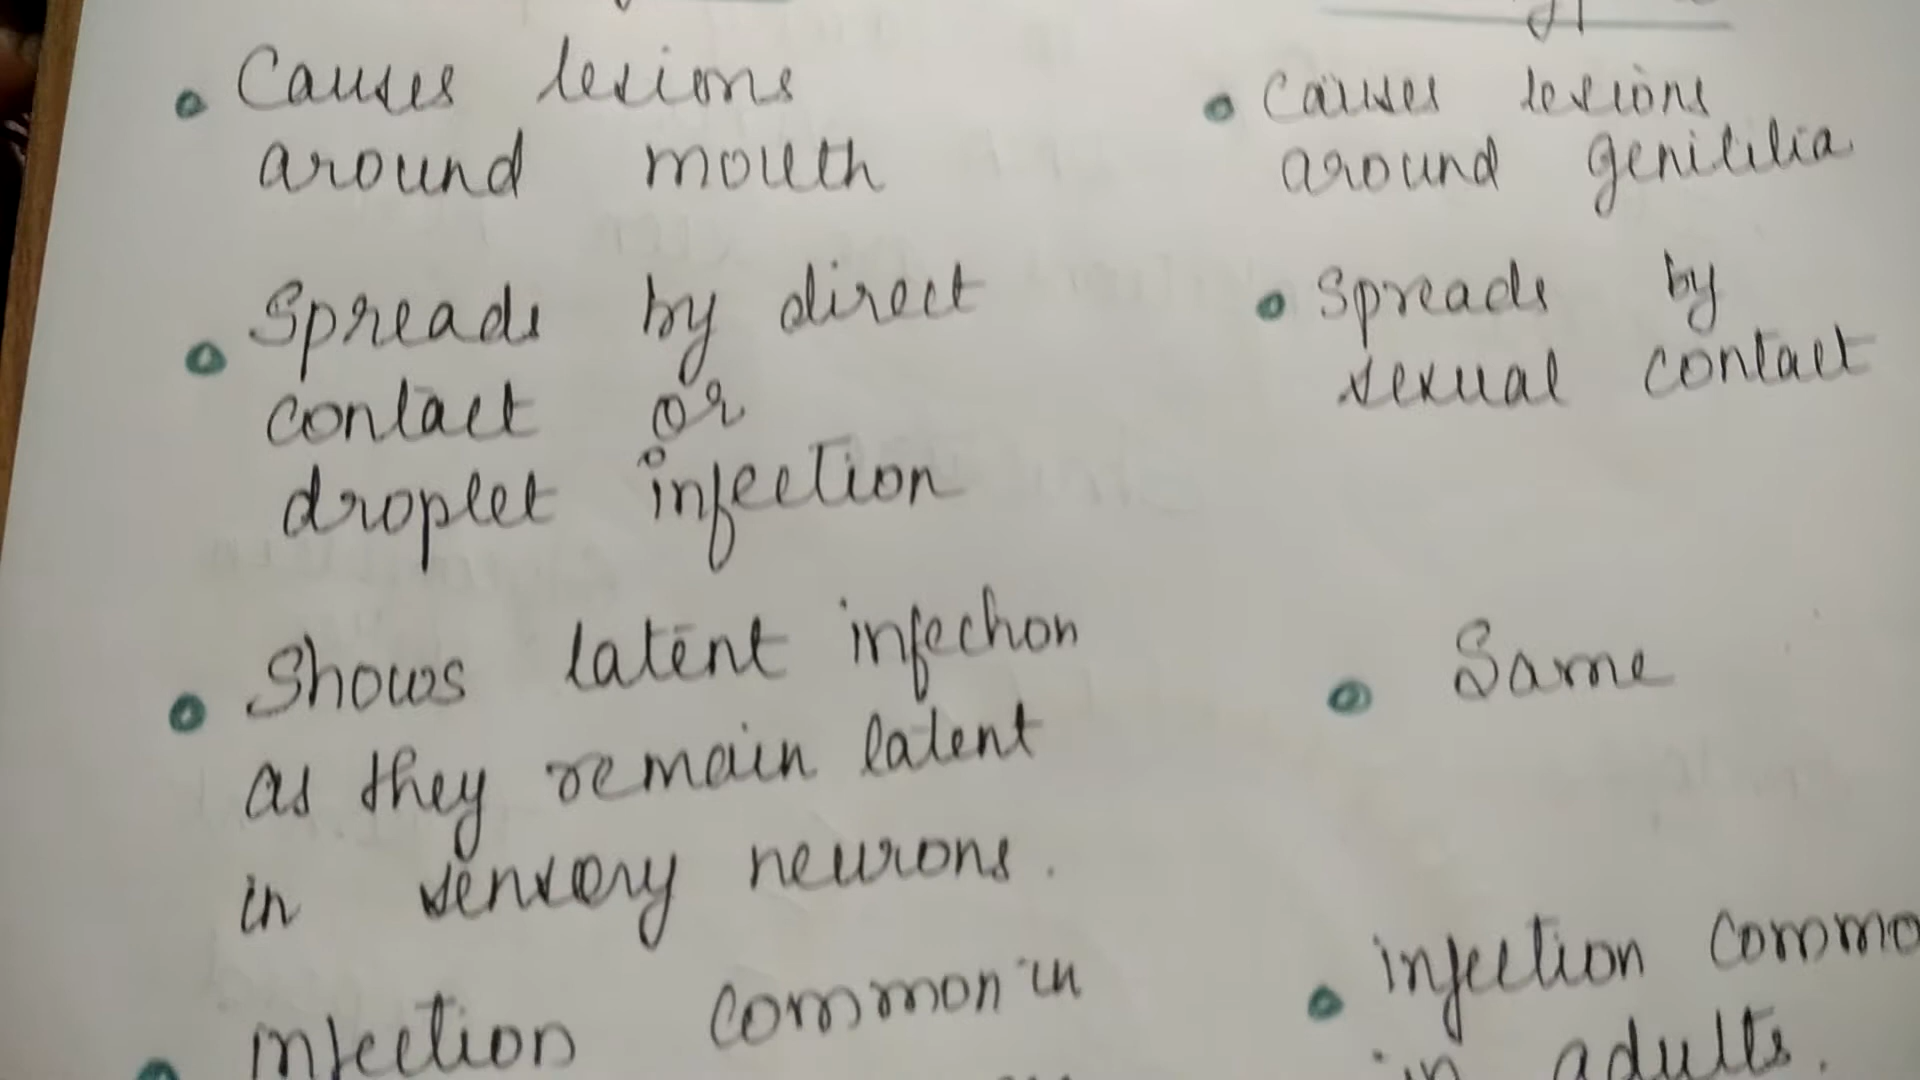 Causes lesions
around mouth
Spreads by direct
contact or
droplet infection
Shows latent infection
as they remain latent
in sensory neurons.
infection common in
Causes lesions
around genitilia
Spreads by
sexual contact
Same
infection commo
in adults.